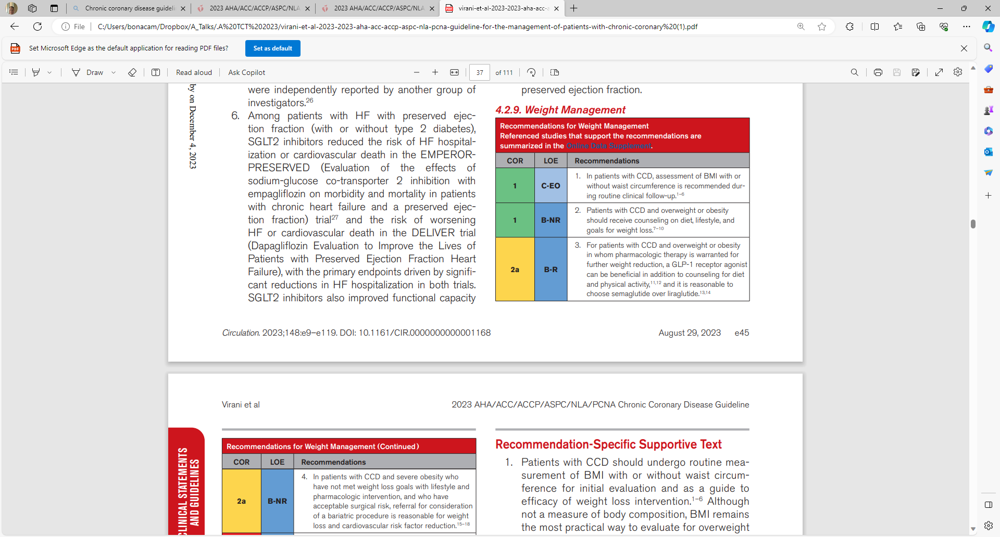 Chronic coronary disease guidelin
2023 AHA/ACC/ACCP/ASPC/NLA
2023 AHA/ACC/ACCP/ASPC/NLA
virani-et-al-2023-2023-aha-acc-a
File
C:/Users/bonacam/Dropbox/A_Talks/.A%20TCT%202023/virani-et-al-2023-2023-aha-acc-accp-aspc-nla-pcna-guideline-for-the-management-of-patients-with-chronic-coronary%20(1).pdf
PDF
Set Microsoft Edge as the default application for reading PDF files?
Set as default
Draw
Read aloud
Ask Copilot
37
of 111
by on December 4, 2023
were independently reported by another group of
investigators.26
6. Among patients with HF with preserved ejec-
tion fraction (with or without type 2 diabetes),
SGLT2 inhibitors reduced the risk of HF hospital-
ization or cardiovascular death in the EMPEROR-
PRESERVED (Evaluation of the effects of
sodium-glucose co-transporter 2 inhibition with
empagliflozin on morbidity and mortality in patients
with chronic heart failure and a preserved ejec-
tion fraction) trial27 and the risk of worsening
HF or cardiovascular death in the DELIVER trial
(Dapagliflozin Evaluation to Improve the Lives of
Patients with Preserved Ejection Fraction Heart
Failure), with the primary endpoints driven by signifi-
cant reductions in HF hospitalization in both trials.
SGLT2 inhibitors also improved functional capacity
preserved ejection fraction.
4.2.9. Weight Management
Recommendations for Weight Management
Referenced studies that support the recommendations are
summarized in the Online Data Supplement.
COR LOE Recommendations
1 C-EO
1. In patients with CCD, assessment of BMI with or
without waist circumference is recommended dur-
ing routine clinical follow-up.1–6
1 B-NR
2. Patients with CCD and overweight or obesity
should receive counseling on diet, lifestyle, and
goals for weight loss.7–10
2a B-R
3. For patients with CCD and overweight or obesity
in whom pharmacologic therapy is warranted for
further weight reduction, a GLP-1 receptor agonist
can be beneficial in addition to counseling for diet
and physical activity,11,12 and it is reasonable to
choose semaglutide over liraglutide.13,14
Circulation. 2023;148:e9–e119. DOI: 10.1161/CIR.0000000000001168
August 29, 2023 e45
Virani et al
2023 AHA/ACC/ACCP/ASPC/NLA/PCNA Chronic Coronary Disease Guideline
CLINICAL STATEMENTS
AND GUIDELINES
Recommendations for Weight Management (Continued)
COR LOE Recommendations
2a B-NR
4. In patients with CCD and severe obesity who
have not met weight loss goals with lifestyle and
pharmacologic intervention, and who have
acceptable surgical risk, referral for consideration
of a bariatric procedure is reasonable for weight
loss and cardiovascular risk factor reduction.15–18
Recommendation-Specific Supportive Text
1. Patients with CCD should undergo routine mea-
surement of BMI with or without waist circum-
ference for initial evaluation and as a guide to
efficacy of weight loss intervention.1–6 Although
not a measure of body composition, BMI remains
the most practical way to evaluate for overweight